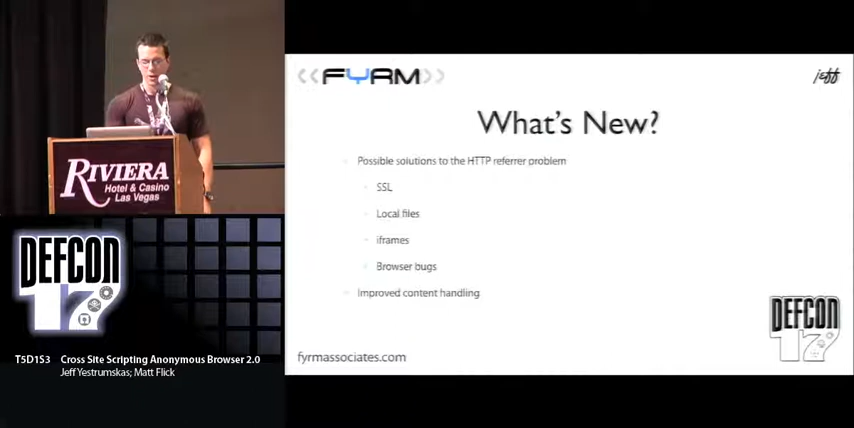 RIVIERA
Hotel & Casino
Las Vegas
DEFCON
17
T5D1S3 Cross Site Scripting Anonymous Browser 2.0
Jeff Yestrumskas; Matt Flick
FYRM
jeff
What's New?
Possible solutions to the HTTP referrer problem
SSL
Local files
iframes
Browser bugs
Improved content handling
fyrmassociates.com
DEFCON
17